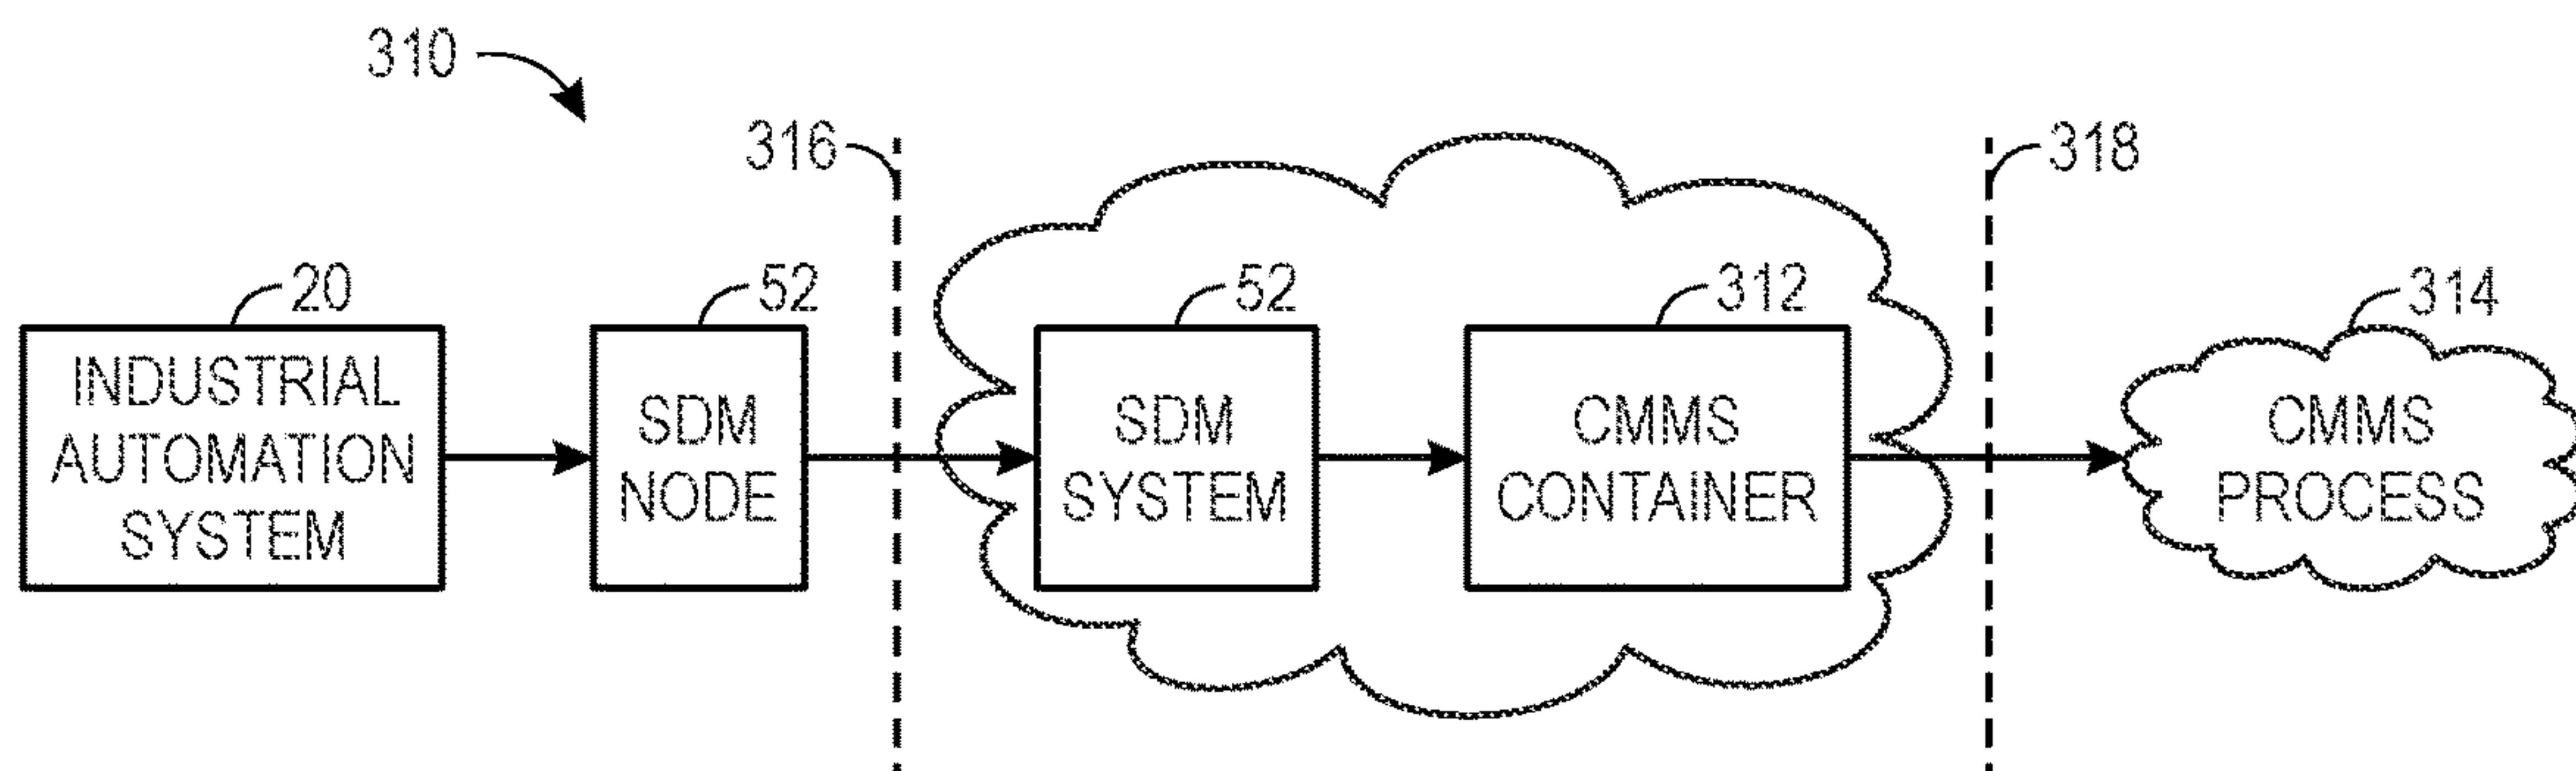 310
316
318
20
52
52
312
314
INDUSTRIAL
AUTOMATION
SYSTEM
SDM
NODE
SDM
SYSTEM
CMMS
CONTAINER
CMMS
PROCESS